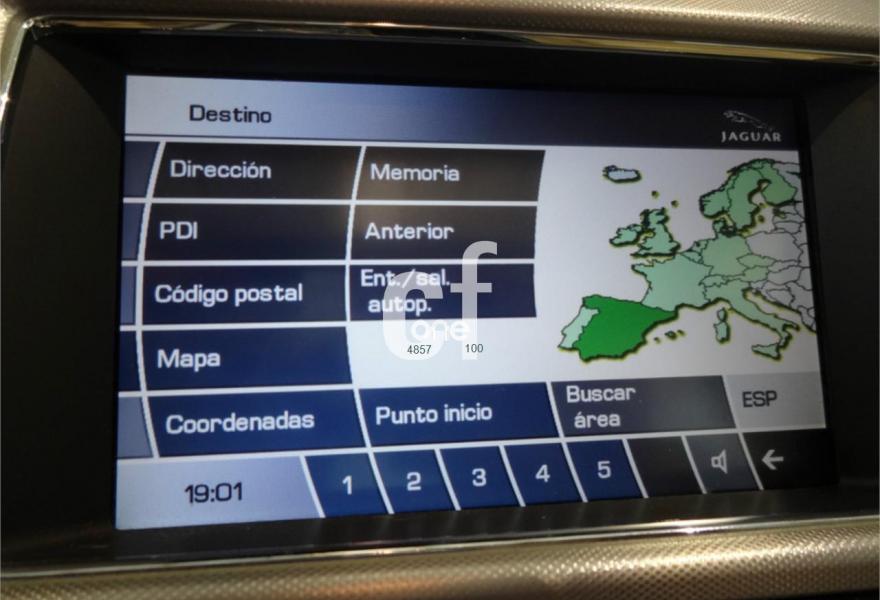 Destino
JAGUAR
Dirección
Memoria
PDI
Anterior
Código postal
Ent./sal.
autop.
cf
one
4857 100
Mapa
Coordenadas
Punto inicio
Buscar
área
ESP
19:01
1 2 3 4 5